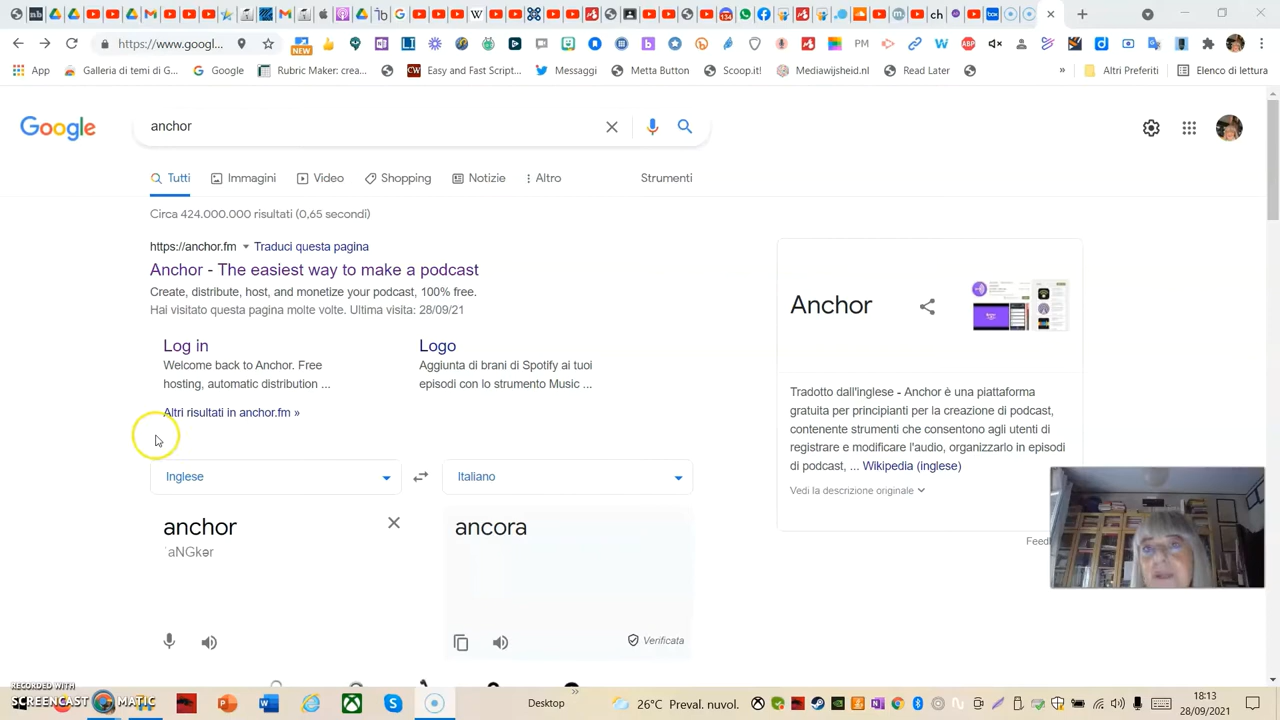 134
ch
https://www.googl...
NEW
PM
ABP
App
Galleria di temi di G...
Google
Rubric Maker: crea...
CW
Easy and Fast Script...
Messaggi
Metta Button
Scoop.it!
Mediawijsheid.nl
Read Later
»
Altri Preferiti
Elenco di lettura
Google
anchor
Tutti
Immagini
Video
Shopping
Notizie
Altro
Strumenti
Circa 424.000.000 risultati (0,65 secondi)
https://anchor.fm
Traduci questa pagina
Anchor - The easiest way to make a podcast
Create, distribute, host, and monetize your podcast, 100% free.
Hai visitato questa pagina molte volte. Ultima visita: 28/09/21
Log in
Welcome back to Anchor. Free
hosting, automatic distribution ...
Logo
Aggiunta di brani di Spotify ai tuoi
episodi con lo strumento Music ...
Altri risultati in anchor.fm »
Inglese
Italiano
anchor
ˈaNGkər
ancora
Verificata
Anchor
Tradotto dall'inglese - Anchor è una piattaforma
gratuita per principianti per la creazione di podcast,
contenente strumenti che consentono agli utenti di
registrare e modificare l'audio, organizzarlo in episodi
di podcast, ... Wikipedia (inglese)
Vedi la descrizione originale
Feedb
RECORDED WITH
SCREENCAST MATIC
Desktop
»
26°C Preval. nuvol.
18:13
28/09/2021